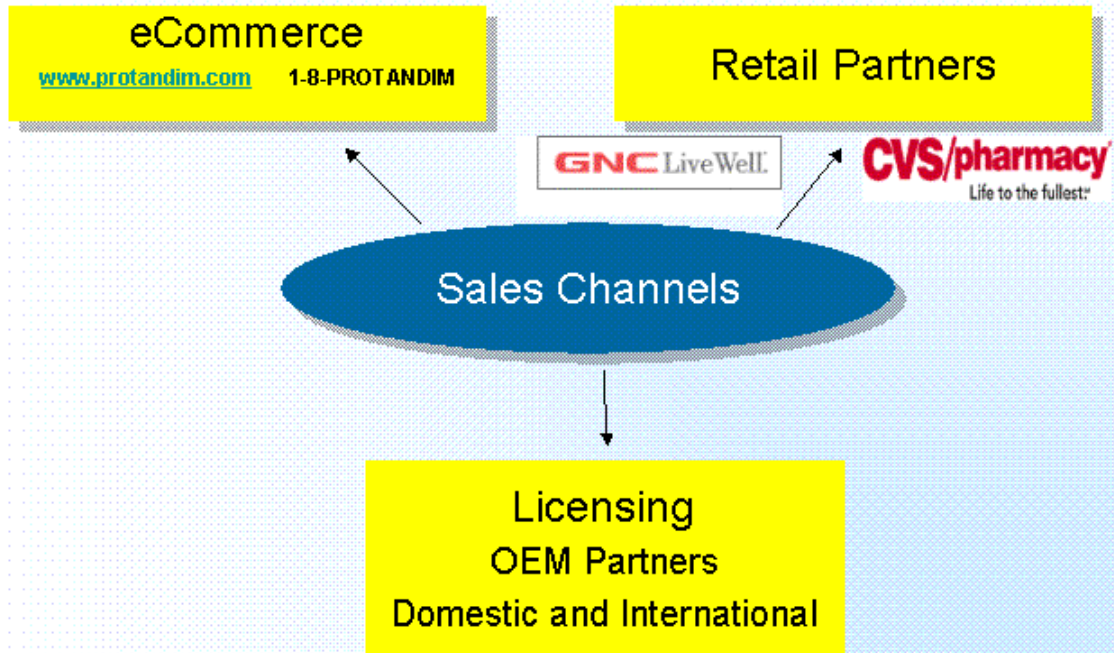 eCommerce
www.protandim.com 1-8-PROTANDIM
Retail Partners
GNC LiveWell.
CVS/pharmacy
Life to the fullest.
Sales Channels
Licensing
OEM Partners
Domestic and International